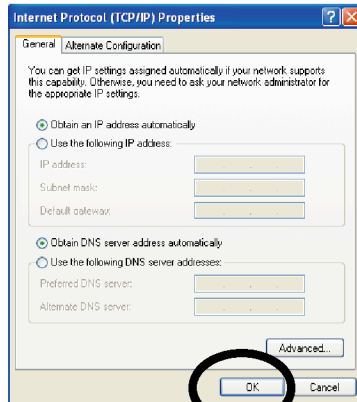 Internet Protocol (TCP/IP) Properties
General
Alternate Configuration
You can get IP settings assigned automatically if your network supports
this capability. Otherwise, you need to ask your network administrator for
the appropriate IP settings.
Obtain an IP address automatically
Use the following IP address:
IP address:
Subnet mask:
Default gateway:
Obtain DNS server address automatically
Use the following DNS server addresses:
Preferred DNS server:
Alternate DNS server:
Advanced...
OK
Cancel